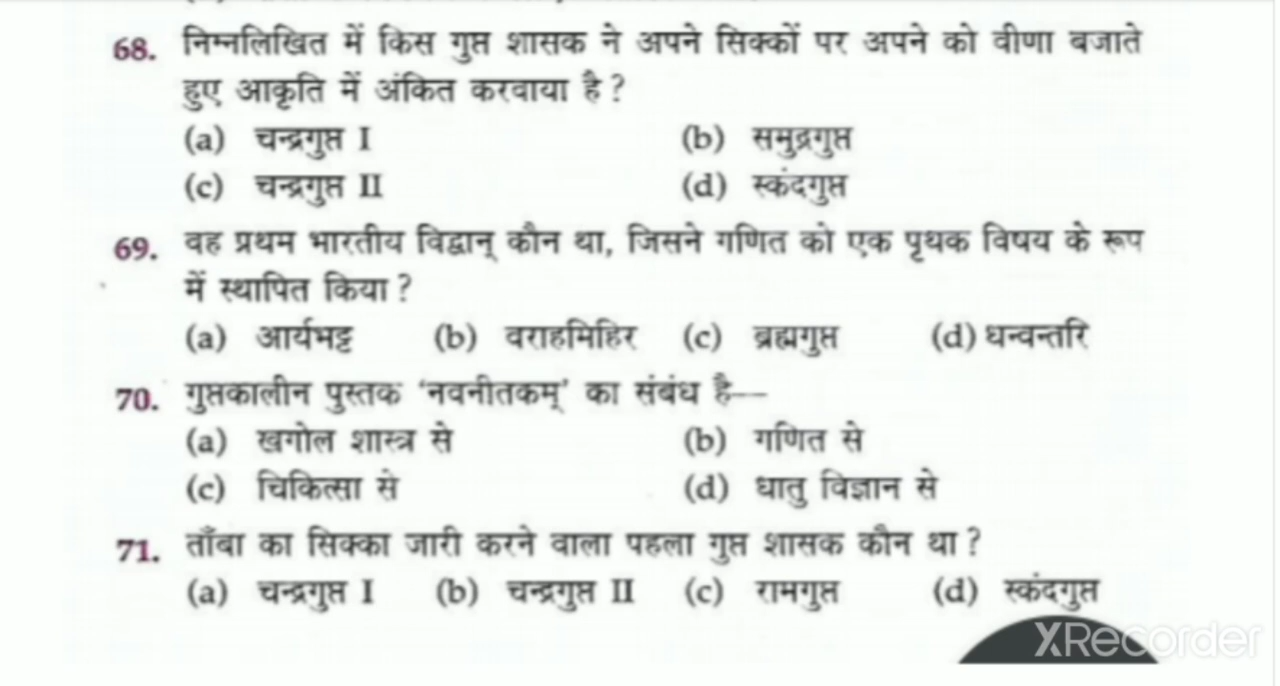 68. निम्नलिखित में किस गुप्त शासक ने अपने सिक्कों पर अपने को वीणा बजाते
हुए आकृति में अंकित करवाया है ?
(a) चन्द्रगुप्त I (b) समुद्रगुप्त
(c) चन्द्रगुप्त II (d) स्कंदगुप्त
69. वह प्रथम भारतीय विद्वान् कौन था, जिसने गणित को एक पृथक विषय के रूप
में स्थापित किया ?
(a) आर्यभट्ट (b) वराहमिहिर (c) ब्रह्मगुप्त (d) धन्वन्तरि
70. गुप्तकालीन पुस्तक 'नवनीतकम्' का संबंध है—
(a) खगोल शास्त्र से (b) गणित से
(c) चिकित्सा से (d) धातु विज्ञान से
71. ताँबा का सिक्का जारी करने वाला पहला गुप्त शासक कौन था ?
(a) चन्द्रगुप्त I (b) चन्द्रगुप्त II (c) रामगुप्त (d) स्कंदगुप्त
XRecorder